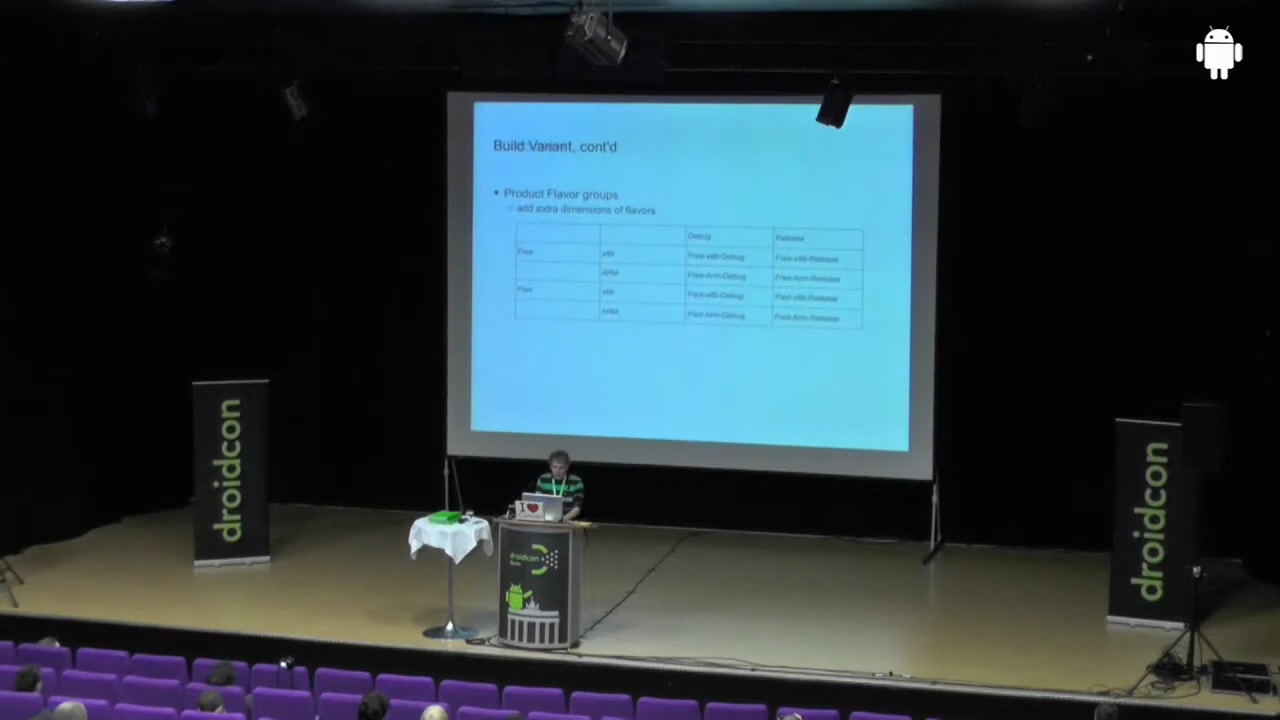 Build Variant, cont'd
Product Flavor groups
add extra dimensions of flavors
Debug Release
Free x86 Free-x86-Debug Free-x86-Release
ARM Free-Arm-Debug Free-Arm-Release
Paid x86 Paid-x86-Debug Paid-x86-Release
ARM Paid-Arm-Debug Paid-Arm-Release
droidcon
droidcon
I
droidcon
Berlin